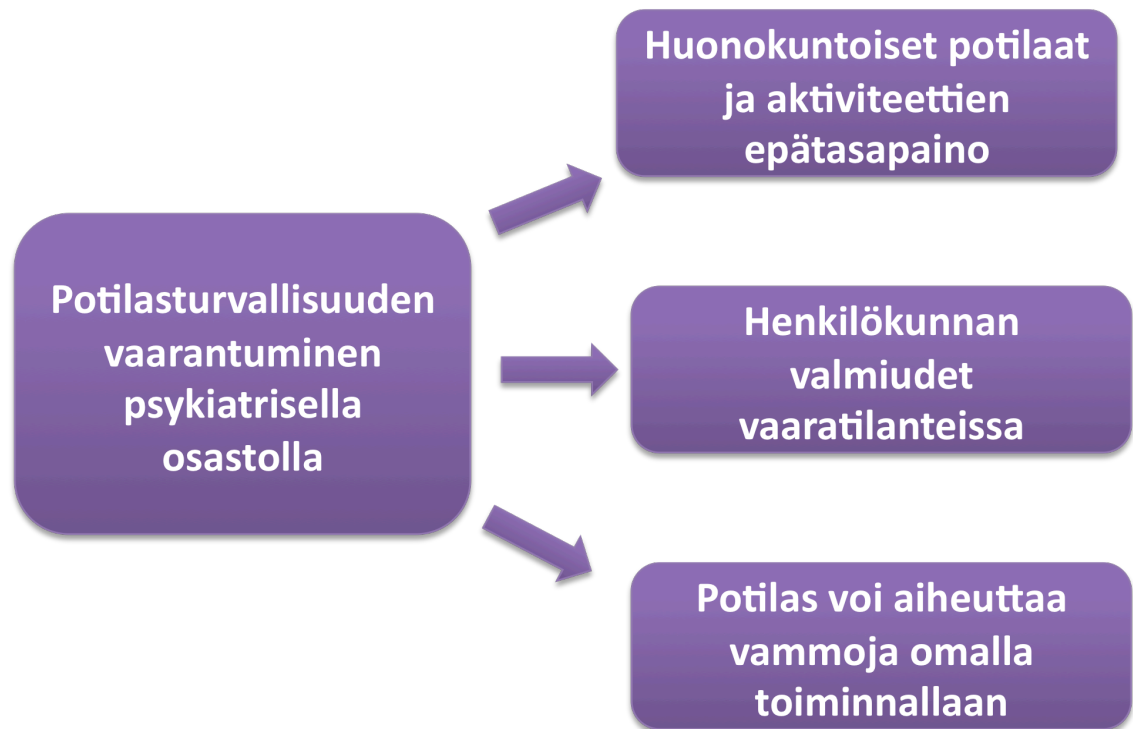 Huonokuntoiset potilaat
ja aktiviteettien
epätasapaino
Potilasturvallisuuden
vaarantuminen
psykiatrisella
osastolla
Henkilökunnan
valmiudet
vaaratilanteissa
Potilas voi aiheuttaa
vammoja omalla
toiminnallaan